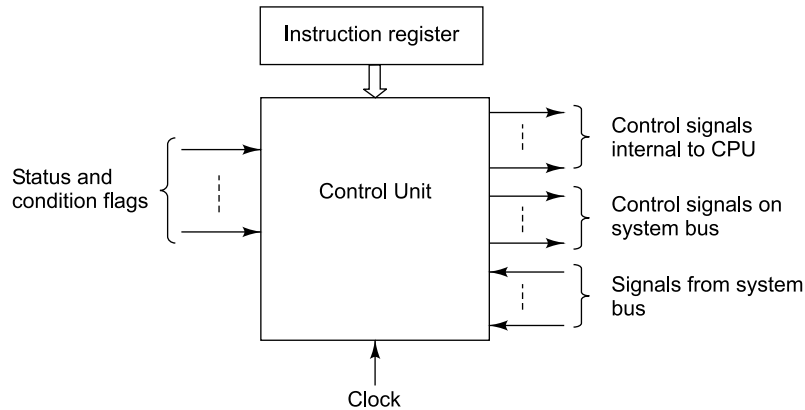 Instruction register
Control Unit
Status and
condition flags
Control signals
internal to CPU
Control signals on
system bus
Signals from system
bus
Clock